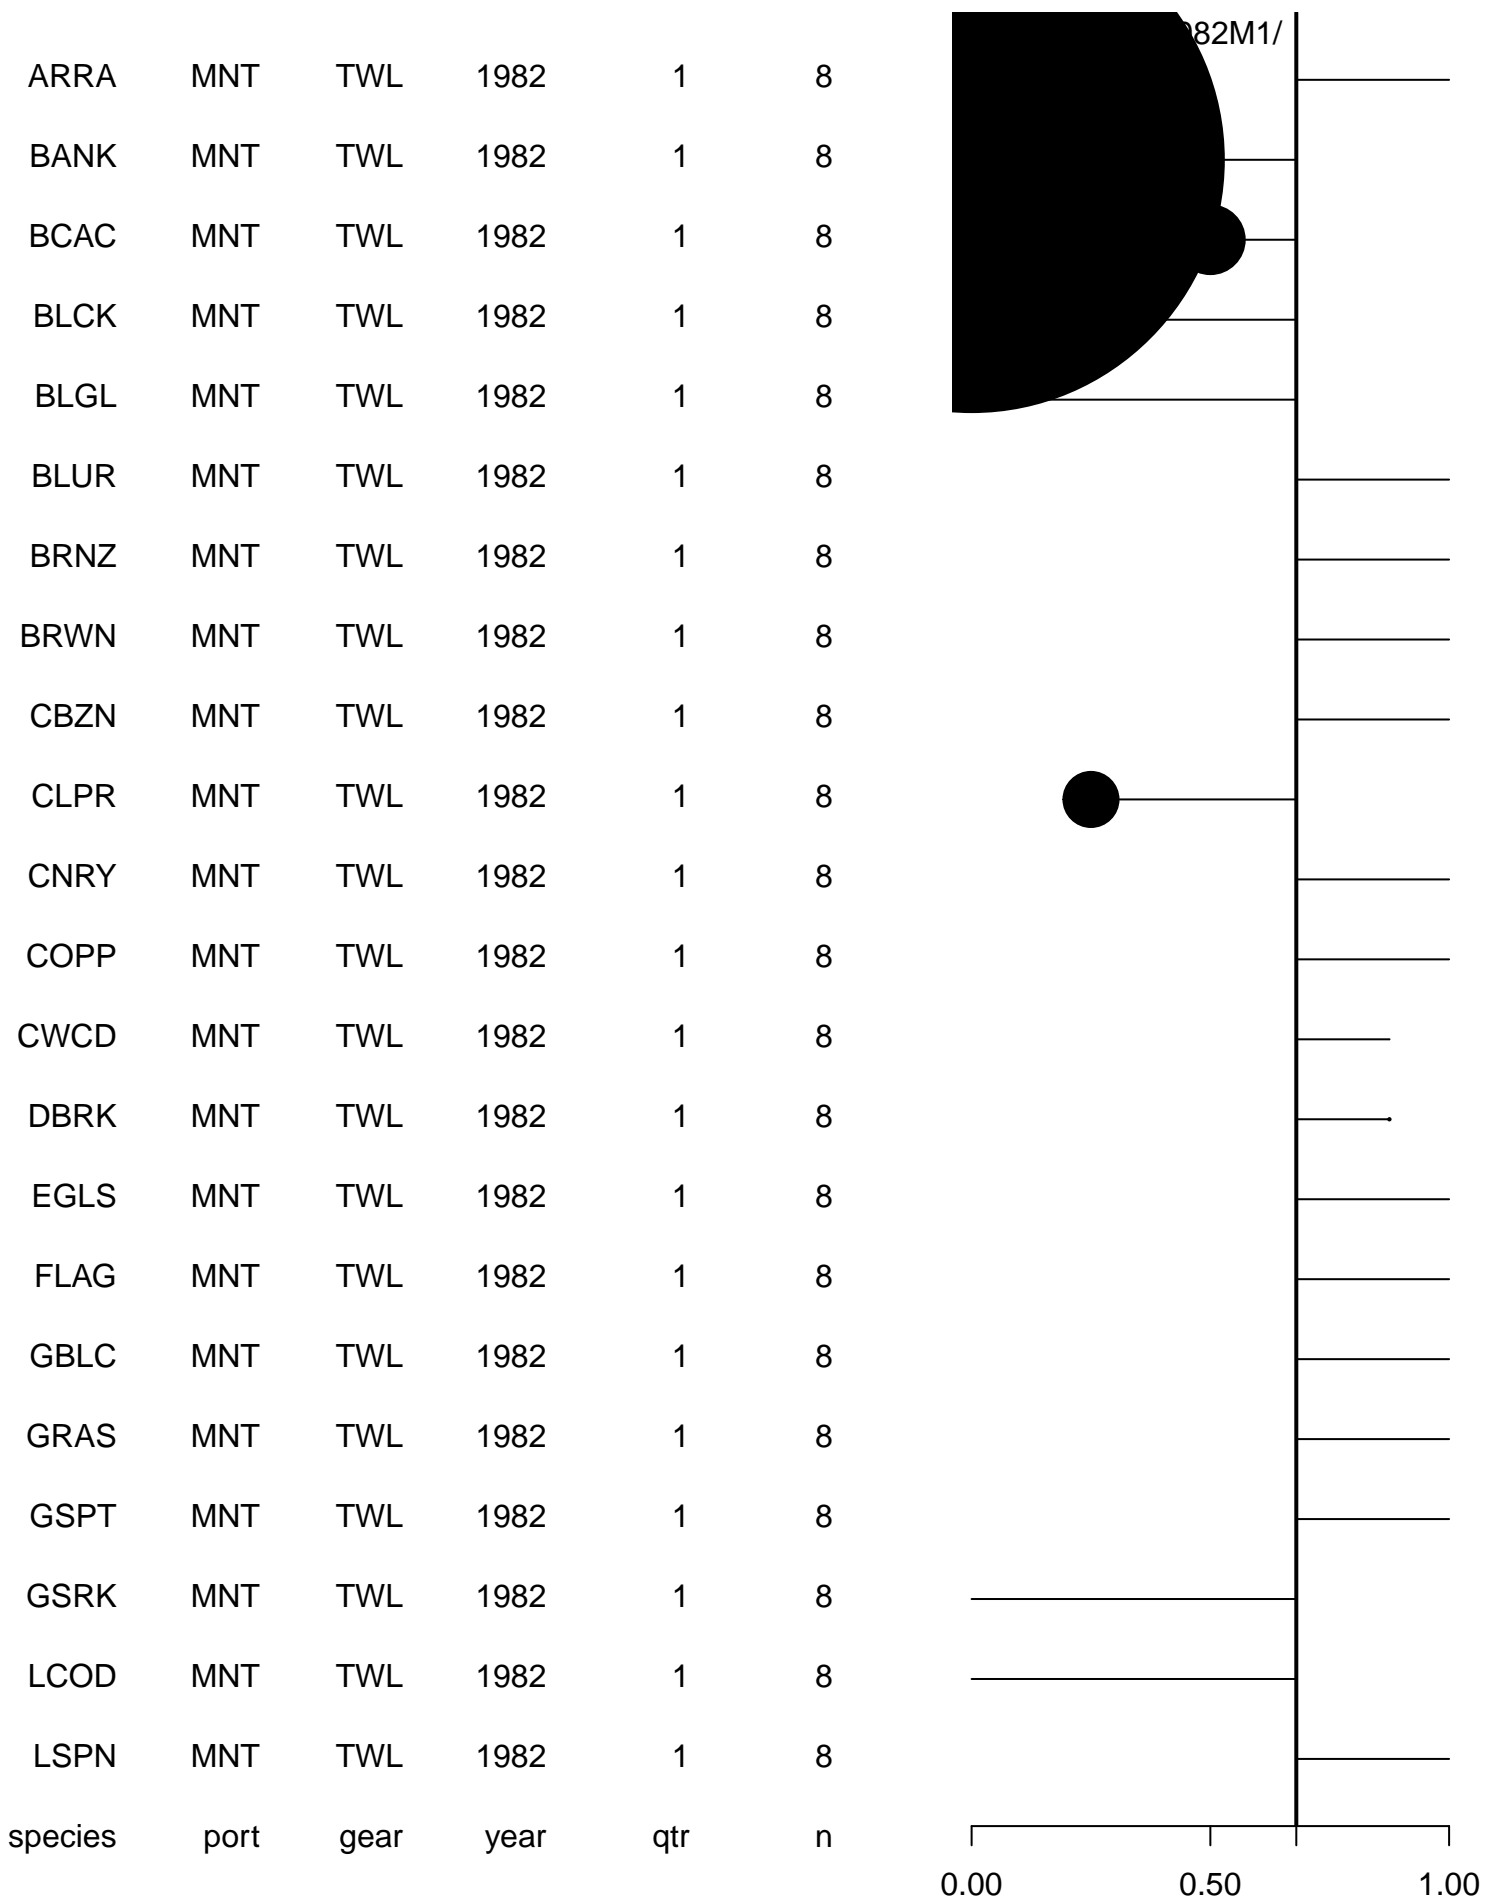 82M1/
ARRA MNT TWL 1982 1 8
BANK MNT TWL 1982 1 8
BCAC MNT TWL 1982 1 8
BLCK MNT TWL 1982 1 8
BLGL MNT TWL 1982 1 8
BLUR MNT TWL 1982 1 8
BRNZ MNT TWL 1982 1 8
BRWN MNT TWL 1982 1 8
CBZN MNT TWL 1982 1 8
CLPR MNT TWL 1982 1 8
CNRY MNT TWL 1982 1 8
COPP MNT TWL 1982 1 8
CWCD MNT TWL 1982 1 8
DBRK MNT TWL 1982 1 8
EGLS MNT TWL 1982 1 8
FLAG MNT TWL 1982 1 8
GBLC MNT TWL 1982 1 8
GRAS MNT TWL 1982 1 8
GSPT MNT TWL 1982 1 8
GSRK MNT TWL 1982 1 8
LCOD MNT TWL 1982 1 8
LSPN MNT TWL 1982 1 8
species port gear year qtr n
0.00 0.50 1.00